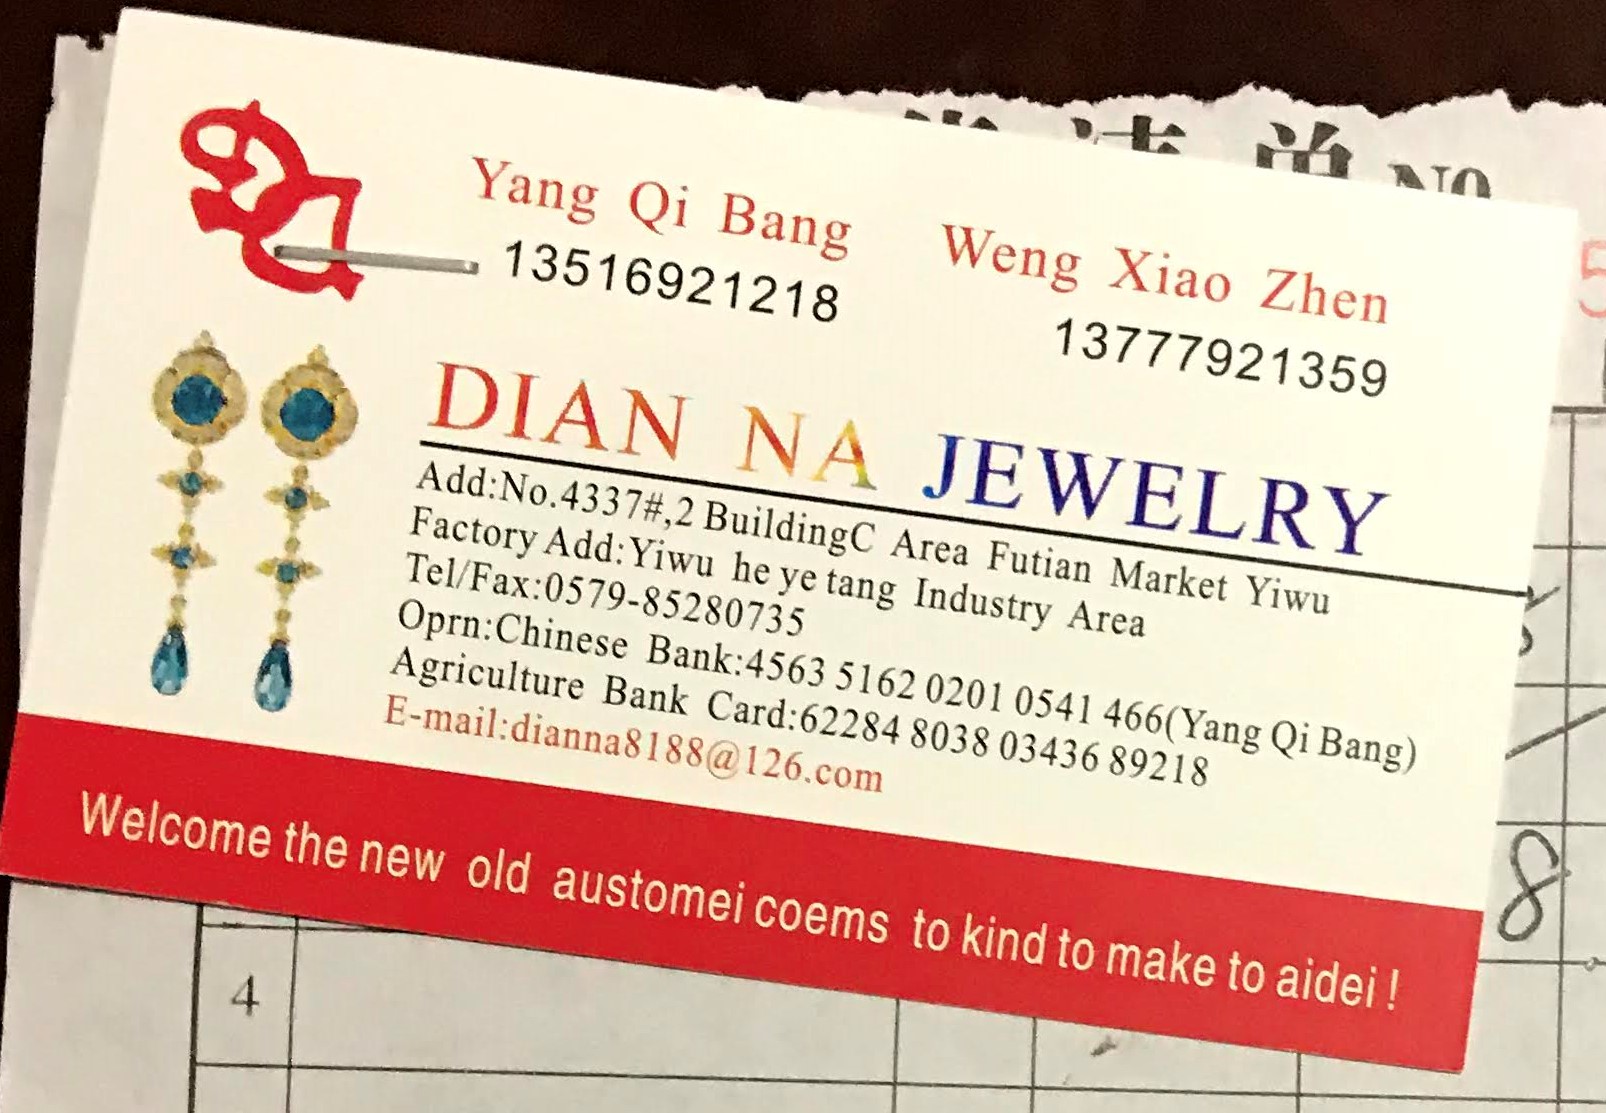 Yang Qi Bang
13516921218
Weng Xiao Zhen
13777921359
DIAN NA JEWELRY
Add:No.4337#,2 BuildingC Area Futian Market Yiwu
Factory Add:Yiwu he ye tang Industry Area
Tel/Fax:0579-85280735
Oprn:Chinese Bank:4563 5162 0201 0541 466(Yang Qi Bang)
Agriculture Bank Card:62284 8038 03436 89218
E-mail:dianna8188@126.com
Welcome the new old austomei coems to kind to make to aidei !
NO
5
8
4